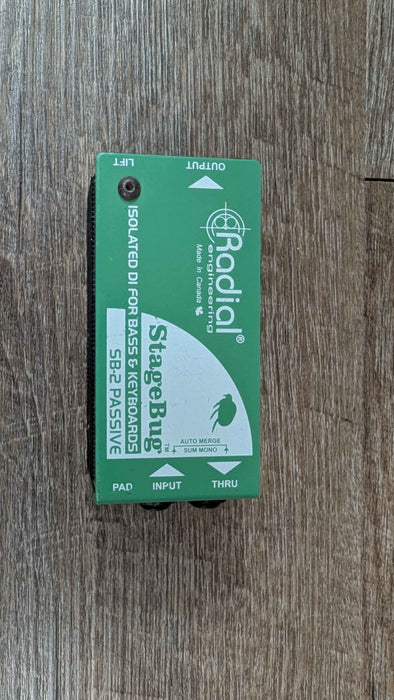 LIFT
OUTPUT
Radial®
engineering
Made in Canada
ISOLATED DI FOR BASS & KEYBOARDS
StageBug™
SB-2 PASSIVE
AUTO MERGE
SUM MONO
PAD
INPUT
THRU